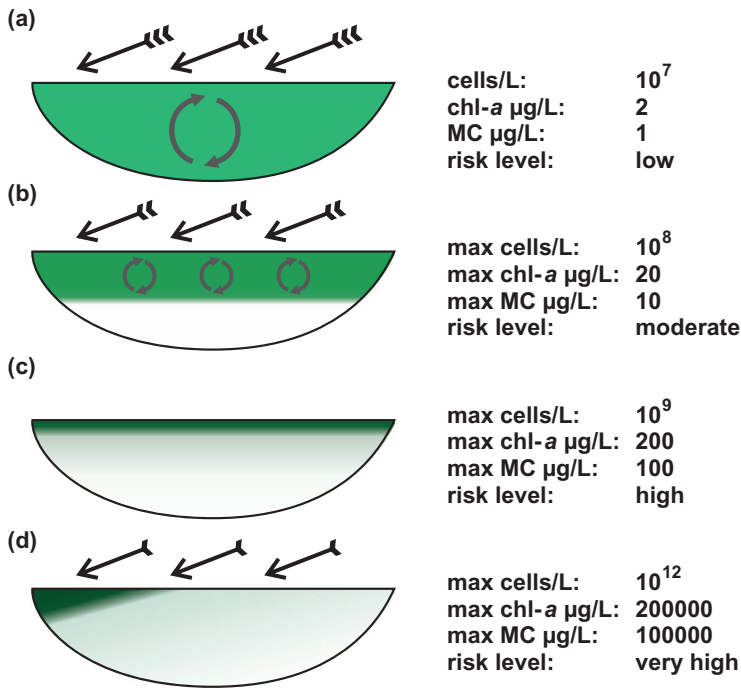 (a)
cells/L: 10^7
chl-a µg/L: 2
MC µg/L: 1
risk level: low
(b)
max cells/L: 10^8
max chl-a µg/L: 20
max MC µg/L: 10
risk level: moderate
(c)
max cells/L: 10^9
max chl-a µg/L: 200
max MC µg/L: 100
risk level: high
(d)
max cells/L: 10^12
max chl-a µg/L: 200000
max MC µg/L: 100000
risk level: very high